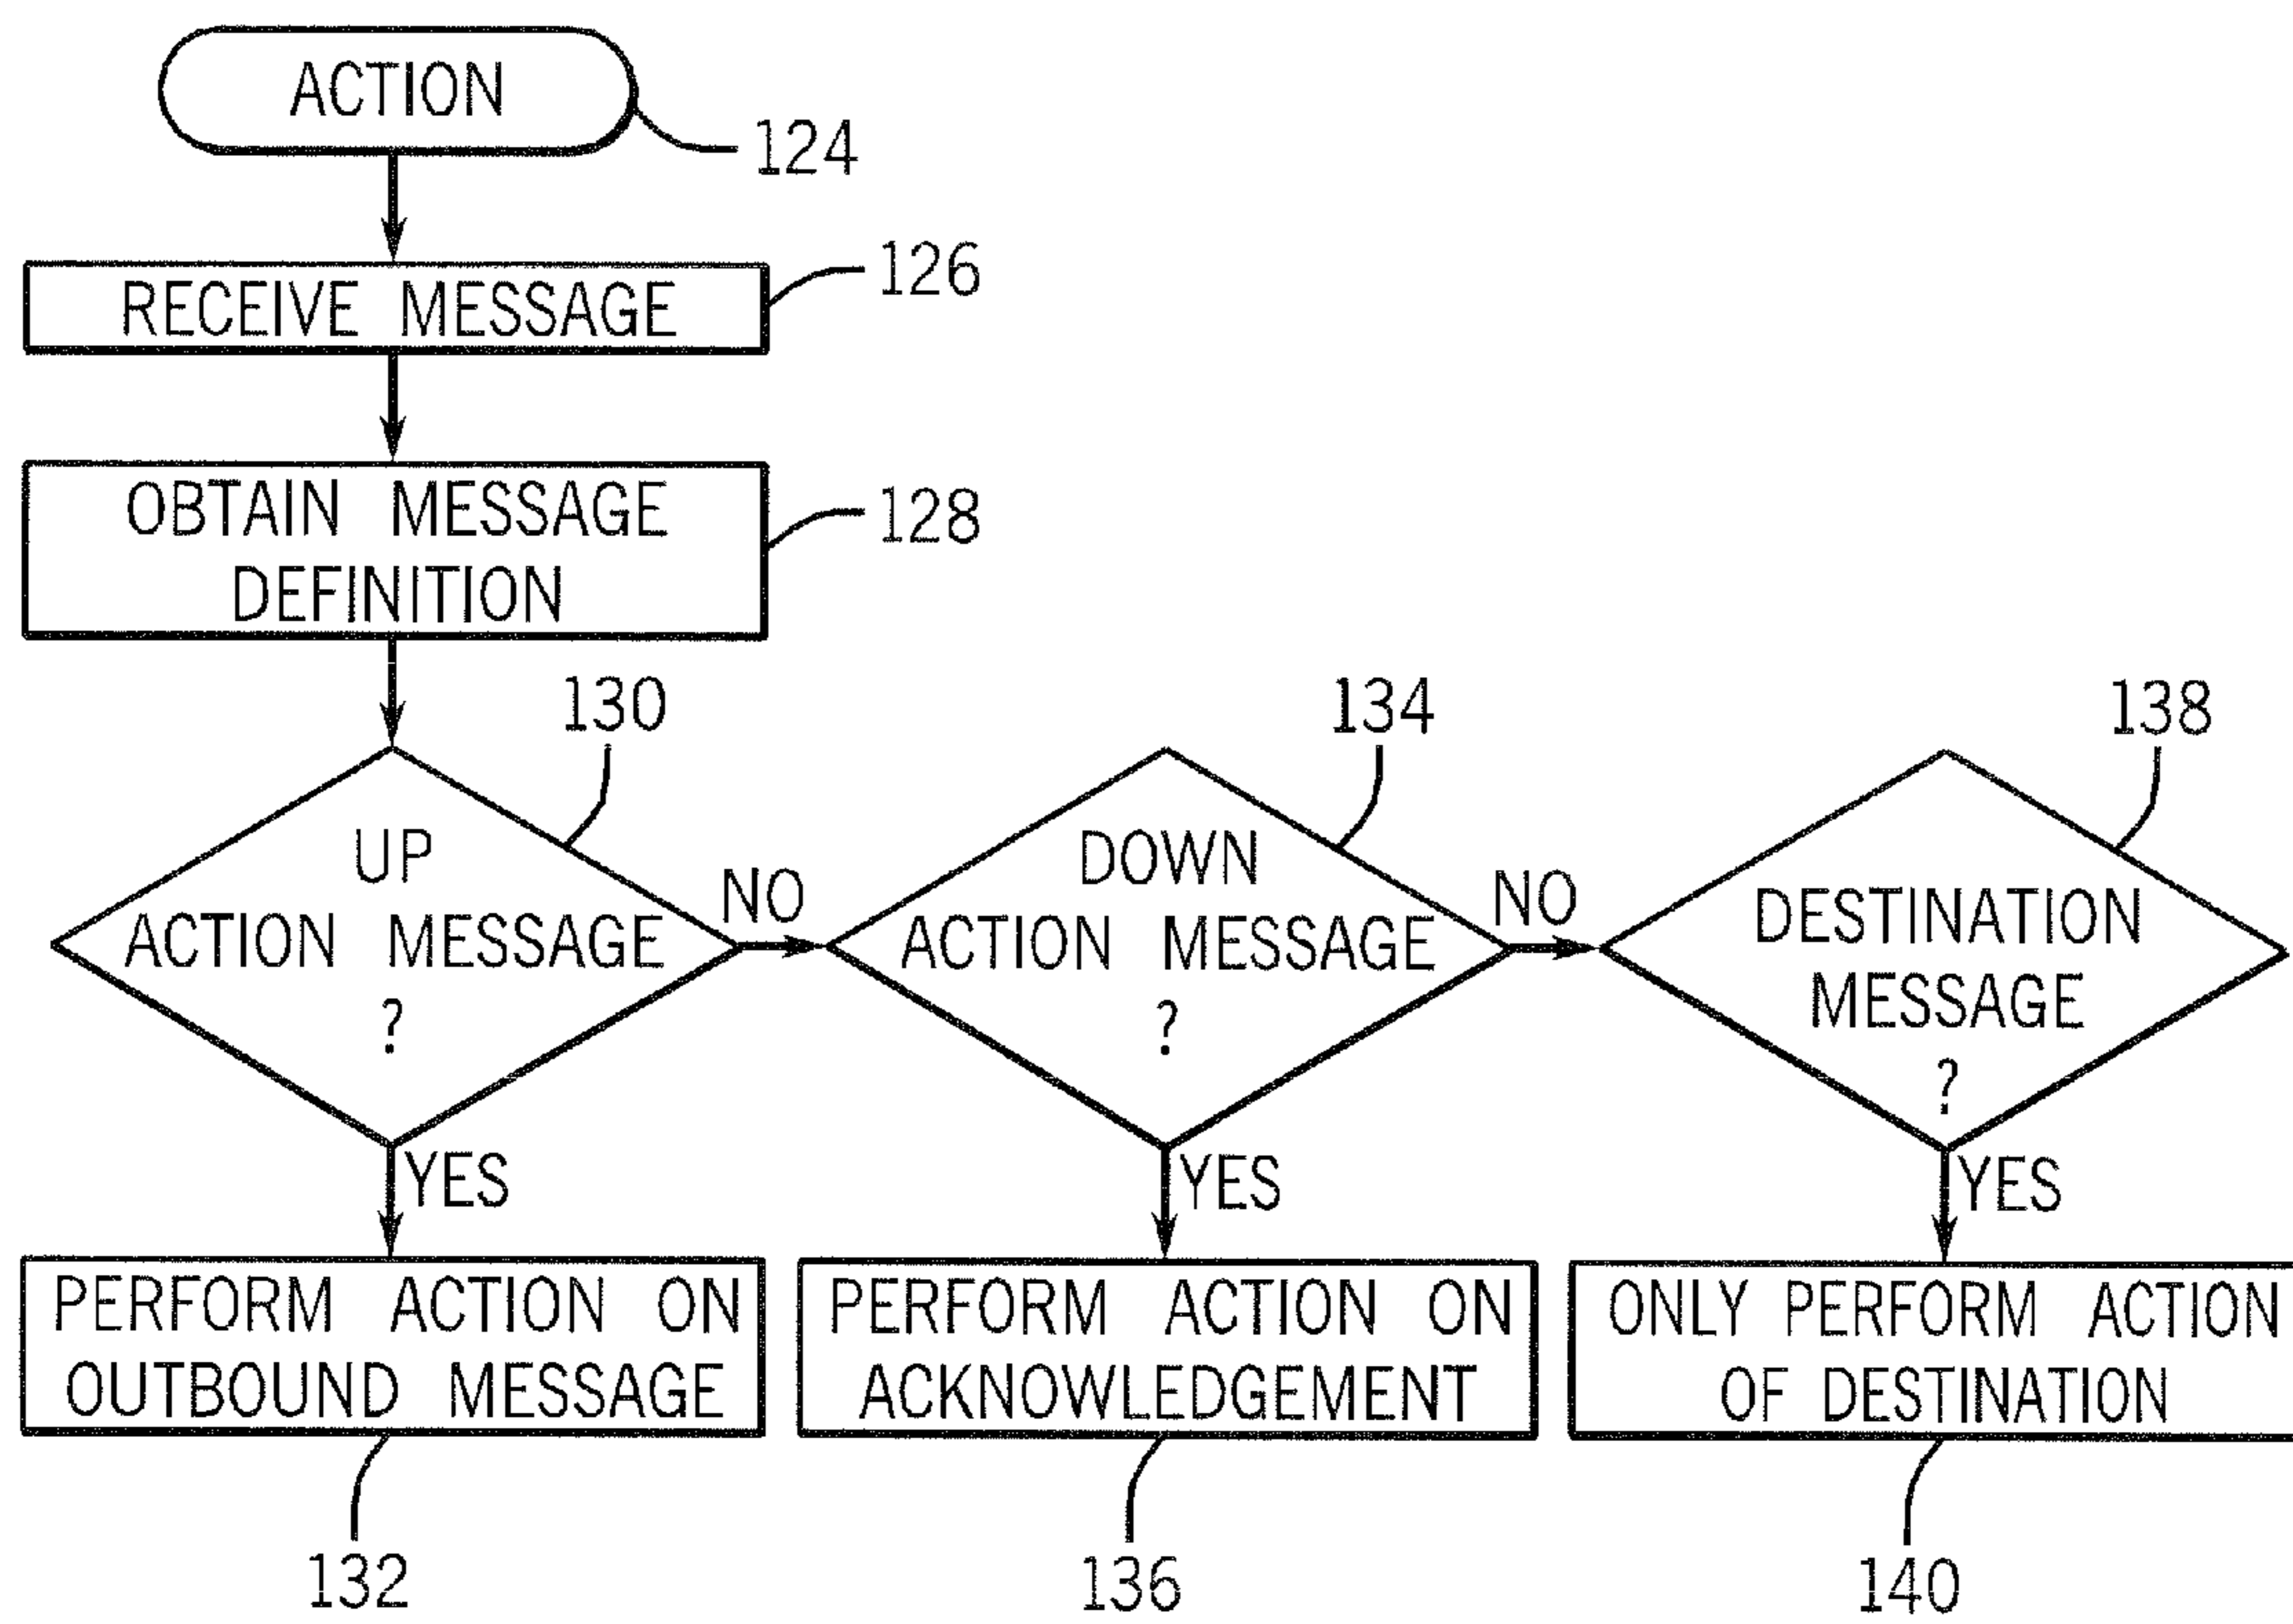 ACTION
124
RECEIVE MESSAGE
126
OBTAIN MESSAGE
DEFINITION
128
130
UP
ACTION MESSAGE
?
NO
YES
134
DOWN
ACTION MESSAGE
?
NO
YES
138
DESTINATION
MESSAGE
?
YES
PERFORM ACTION ON
OUTBOUND MESSAGE
132
PERFORM ACTION ON
ACKNOWLEDGEMENT
136
ONLY PERFORM ACTION
OF DESTINATION
140